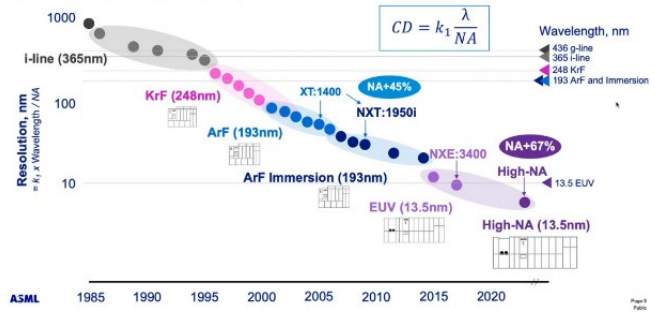 1000
100
10
Resolution, nm
= k₁ x Wavelength / NA
CD = k₁ λ/NA
Wavelength, nm
436 g-line
365 i-line
248 KrF
193 ArF and Immersion
13.5 EUV
i-line (365nm)
KrF (248nm)
XT:1400
NA+45%
NXT:1950i
ArF (193nm)
ArF Immersion (193nm)
NXE:3400
NA+67%
High-NA
EUV (13.5nm)
High-NA (13.5nm)
1985 1990 1995 2000 2005 2010 2015 2020
ASML
Page 5
Public